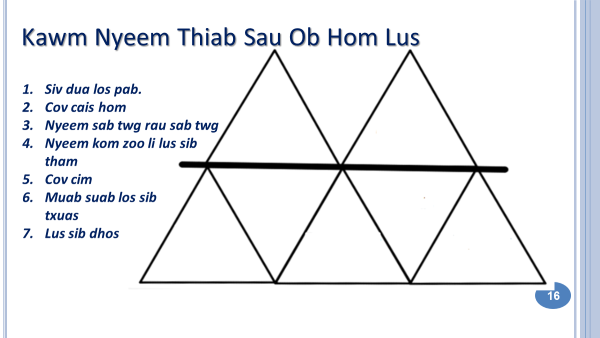 Kawm Nyeem Thiab Sau Ob Hom Lus
1. Siv dua los pab.
2. Cov cais hom
3. Nyeem sab twg rau sab twg
4. Nyeem kom zoo li lus sib
tham
5. Cov cim
6. Muab suab los sib
txuas
7. Lus sib dhos
16